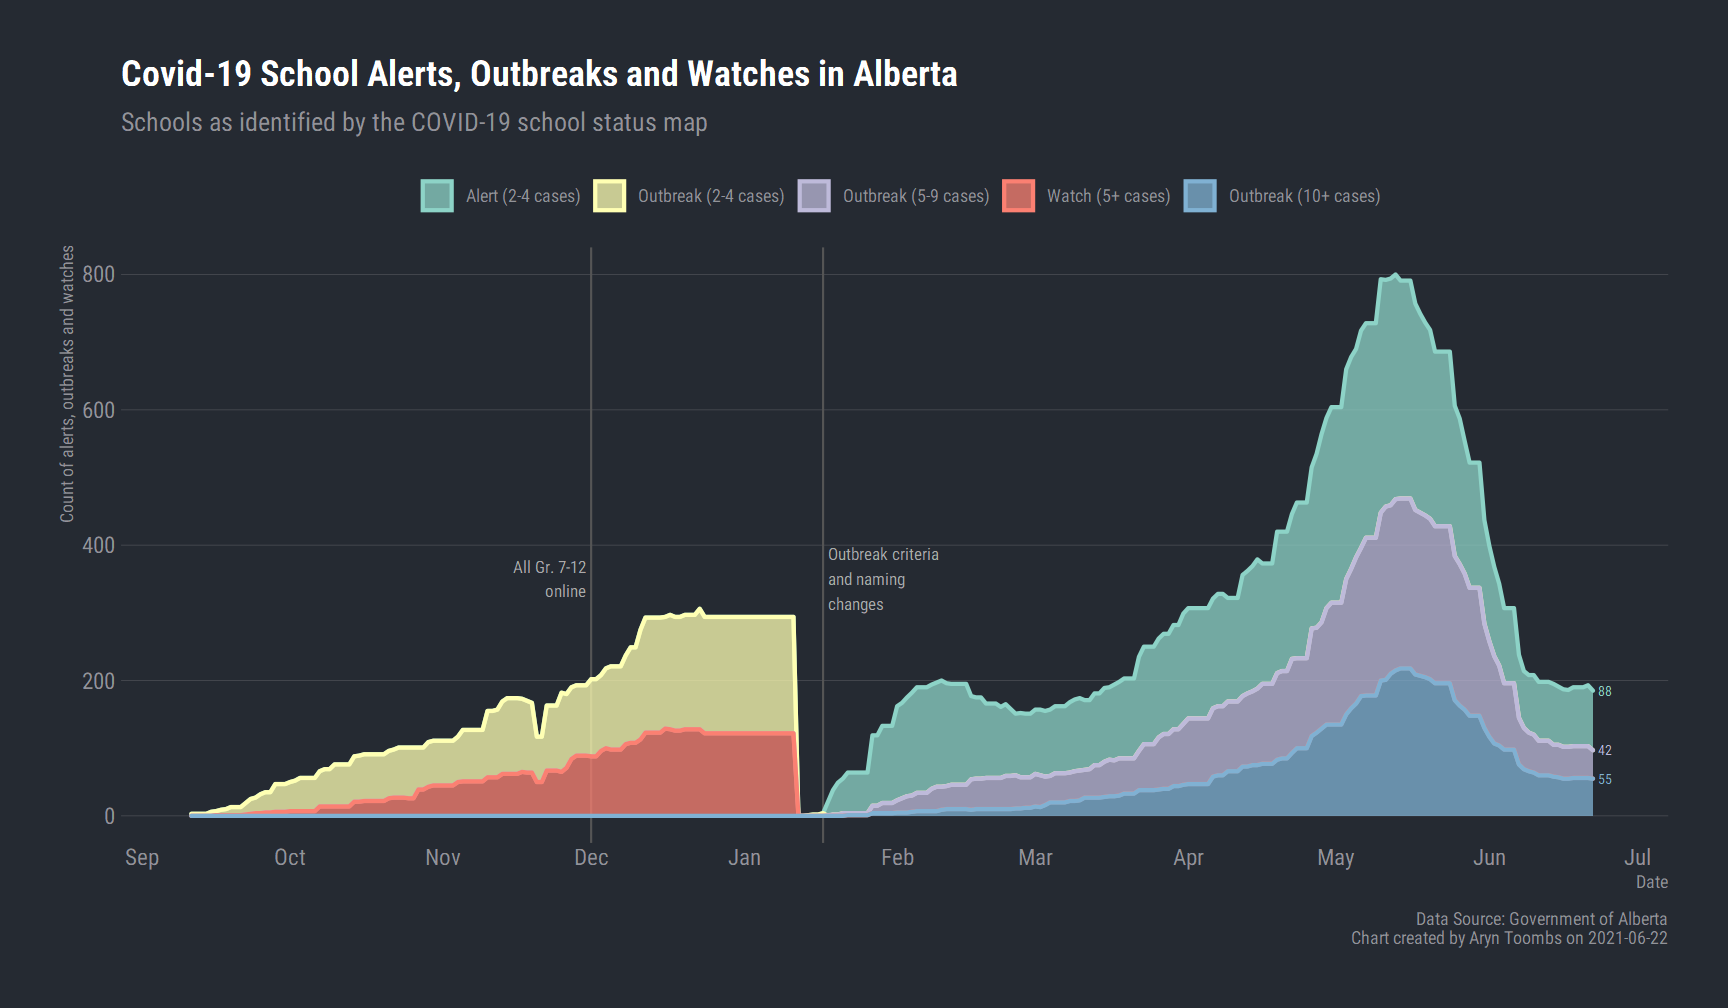 Covid-19 School Alerts, Outbreaks and Watches in Alberta
Schools as identified by the COVID-19 school status map
Alert (2-4 cases) Outbreak (2-4 cases) Outbreak (5-9 cases) Watch (5+ cases) Outbreak (10+ cases)
Count of alerts, outbreaks and watches
800
600
400
200
0
All Gr. 7-12
online
Outbreak criteria
and naming
changes
88
42
55
Sep Oct Nov Dec Jan Feb Mar Apr May Jun Jul
Date
Data Source: Government of Alberta
Chart created by Aryn Toombs on 2021-06-22